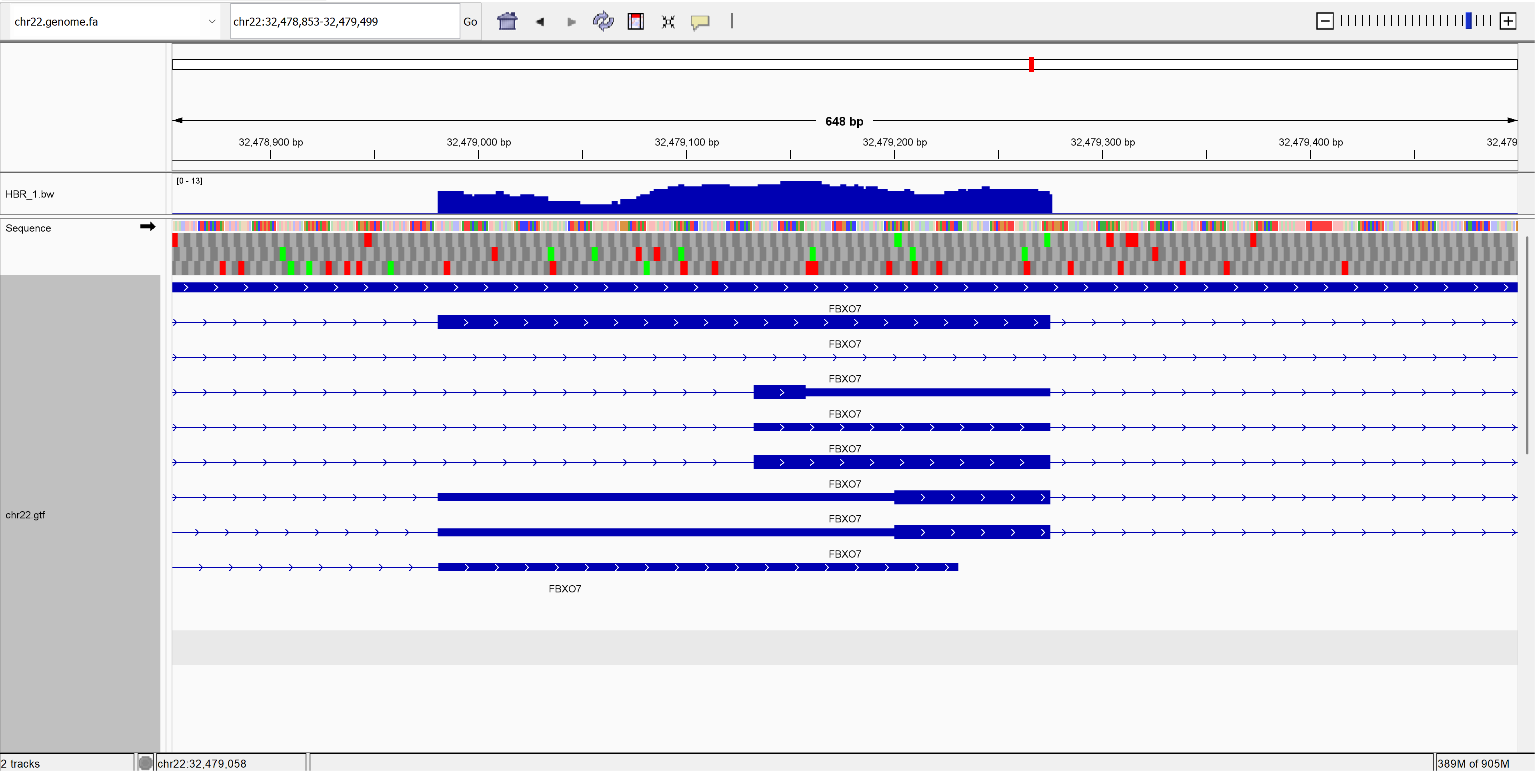 chr22.genome.fa
chr22:32,478,853-32,479,499
Go
648 bp
32,478,900 bp 32,479,000 bp 32,479,100 bp 32,479,200 bp 32,479,300 bp 32,479,400 bp 32,479
[0 - 13]
HBR_1.bw
Sequence
FBXO7
FBXO7
FBXO7
FBXO7
FBXO7
FBXO7
FBXO7
FBXO7
FBXO7
chr22.gtf
2 tracks
chr22:32,479,058
389M of 905M